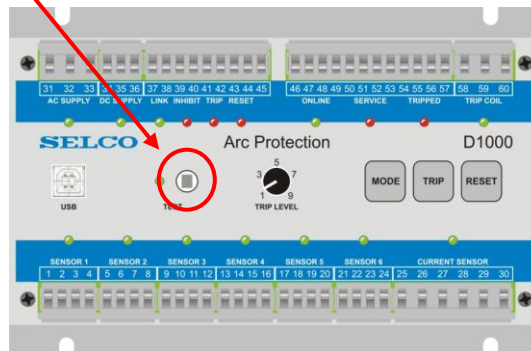 31 32 33 34 35 36 37 38 39 40 41 42 43 44 45 46 47 48 49 50 51 52 53 54 55 56 57 58 59 60
AC SUPPLY DC SUPPLY LINK INHIBIT TRIP RESET ONLINE SERVICE TRIPPED TRIP COIL
SELCO Arc Protection D1000
5
3 7
1 9
USB TEST TRIP LEVEL MODE TRIP RESET
SENSOR 1 SENSOR 2 SENSOR 3 SENSOR 4 SENSOR 5 SENSOR 6 CURRENT SENSOR
1 2 3 4 5 6 7 8 9 10 11 12 13 14 15 16 17 18 19 20 21 22 23 24 25 26 27 28 29 30